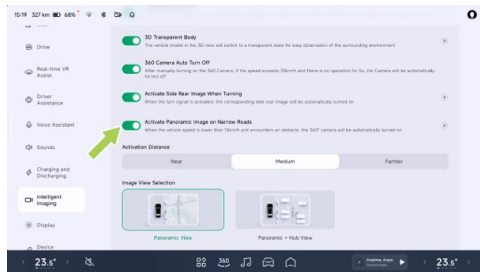 15:19 327 km 68%
Drive
3D Transparent Body
The vehicle model in the 3D view will switch to a transparent state for easy observation of the surrounding environment
Real-time VR
Assist
360 Camera Auto Turn Off
After manually turning on the 360 Camera, if the speed exceeds 20km/h and there is no operation for 5s, the Camera will be automatically
turned off
Driver
Assistance
Activate Side Rear Image When Turning
When the turn signal is activated, the corresponding side rear image will be automatically turned on
Voice Assistant
Activate Panoramic Image on Narrow Roads
When the vehicle speed is lower than 15km/h and encounters an obstacle, the 360° camera will be automatically turned on
Sounds
Activation Distance
Near Medium Farther
Charging and
Discharging
Image View Selection
Intelligent
Imaging
Display
Panoramic View Panoramic + Hub View
Device
23.5° 360 23.5°